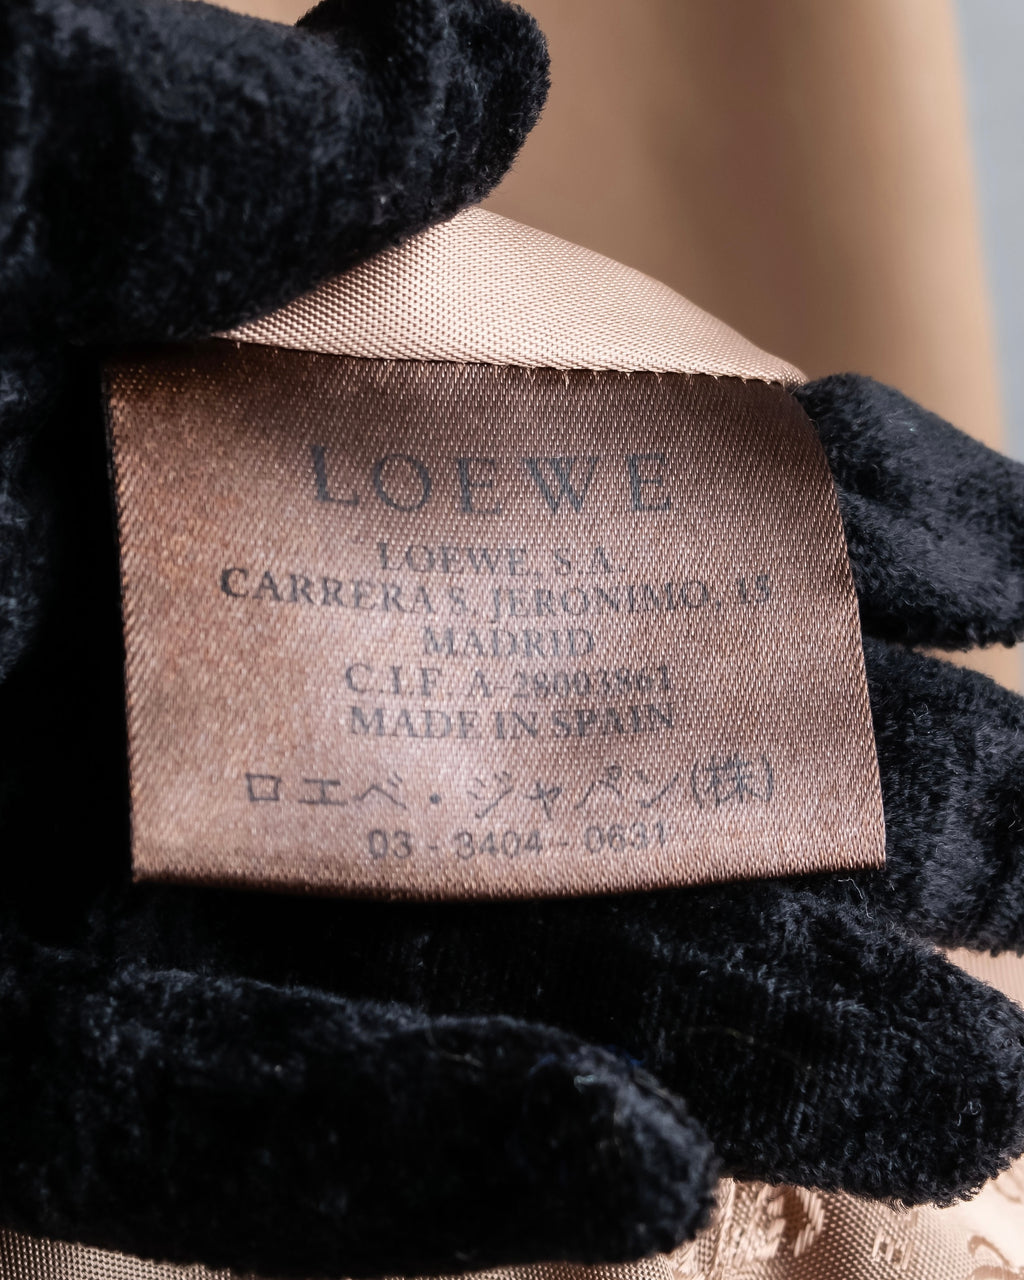 LOEWE
LOEWE, S.A.
CARRERA S. JERONIMO, 15
MADRID
C.I.F. A-28003861
MADE IN SPAIN
ロエベ・ジャパン(株)
03-3404-0631